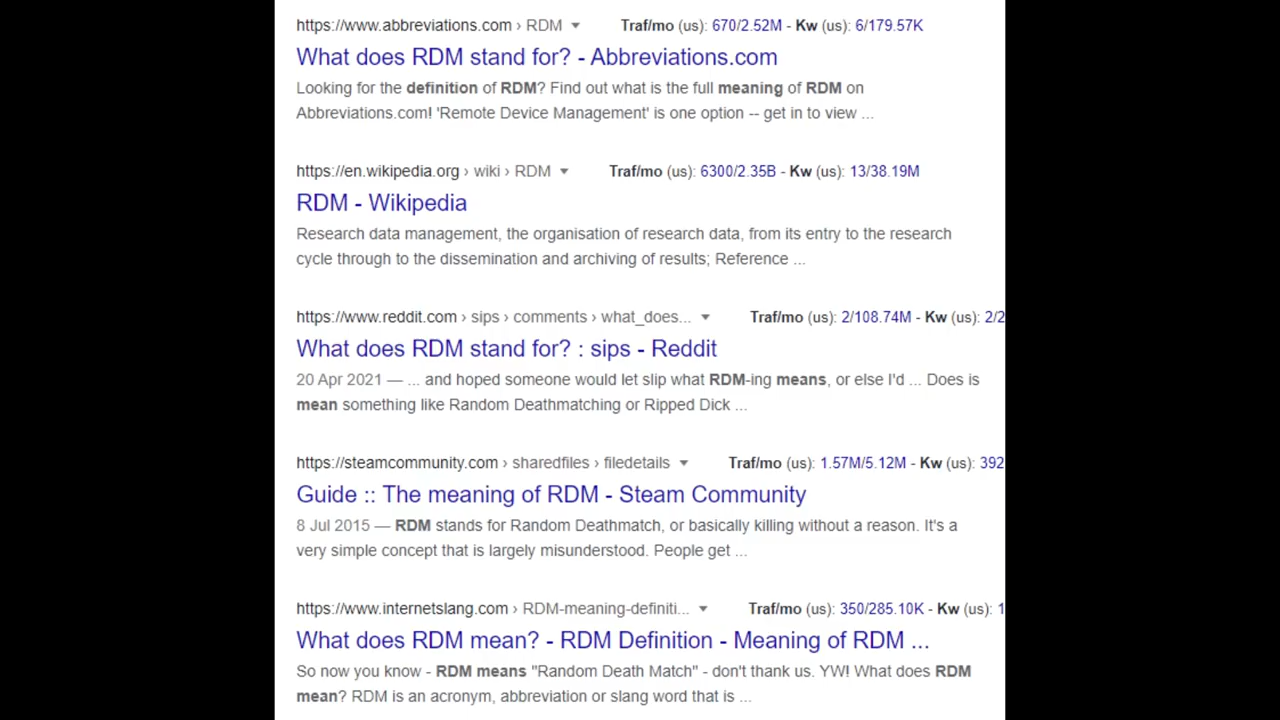 https://www.abbreviations.com › RDM Traf/mo (us): 670/2.52M - Kw (us): 6/179.57K
What does RDM stand for? - Abbreviations.com
Looking for the definition of RDM? Find out what is the full meaning of RDM on
Abbreviations.com! 'Remote Device Management' is one option -- get in to view ...
https://en.wikipedia.org › wiki › RDM Traf/mo (us): 6300/2.35B - Kw (us): 13/38.19M
RDM - Wikipedia
Research data management, the organisation of research data, from its entry to the research
cycle through to the dissemination and archiving of results; Reference ...
https://www.reddit.com › sips › comments › what_does... Traf/mo (us): 2/108.74M - Kw (us): 2/2
What does RDM stand for? : sips - Reddit
20 Apr 2021 — ... and hoped someone would let slip what RDM-ing means, or else I'd ... Does is
mean something like Random Deathmatching or Ripped Dick ...
https://steamcommunity.com › sharedfiles › filedetails Traf/mo (us): 1.57M/5.12M - Kw (us): 392
Guide :: The meaning of RDM - Steam Community
8 Jul 2015 — RDM stands for Random Deathmatch, or basically killing without a reason. It's a
very simple concept that is largely misunderstood. People get ...
https://www.internetslang.com › RDM-meaning-definiti... Traf/mo (us): 350/285.10K - Kw (us): 1
What does RDM mean? - RDM Definition - Meaning of RDM ...
So now you know - RDM means "Random Death Match" - don't thank us. YW! What does RDM
mean? RDM is an acronym, abbreviation or slang word that is ...